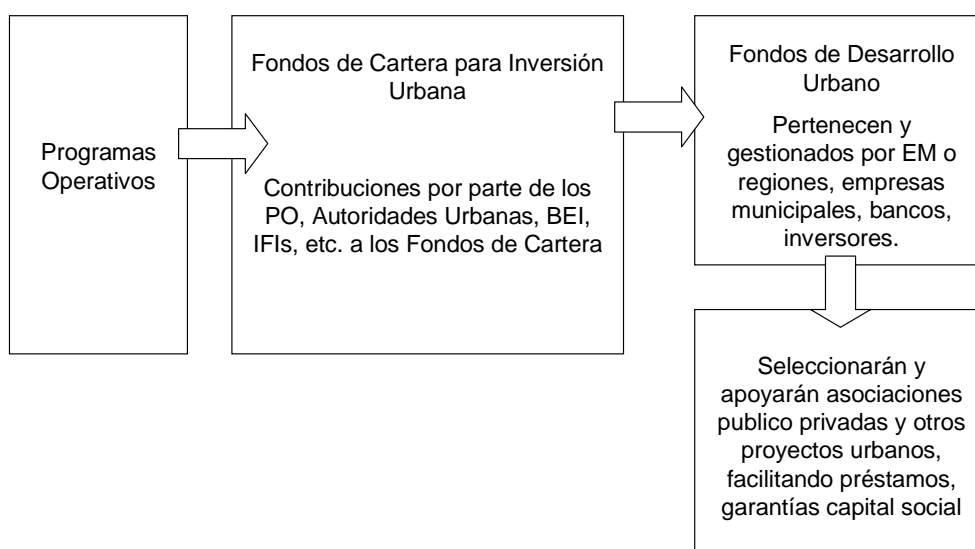 Programas
Operativos
Fondos de Cartera para Inversión
Urbana
Contribuciones por parte de los
PO, Autoridades Urbanas, BEI,
IFIs, etc. a los Fondos de Cartera
Fondos de Desarrollo
Urbano
Pertenecen y
gestionados por EM o
regiones, empresas
municipales, bancos,
inversores.
Seleccionarán y
apoyarán asociaciones
publico privadas y otros
proyectos urbanos,
facilitando préstamos,
garantías capital social